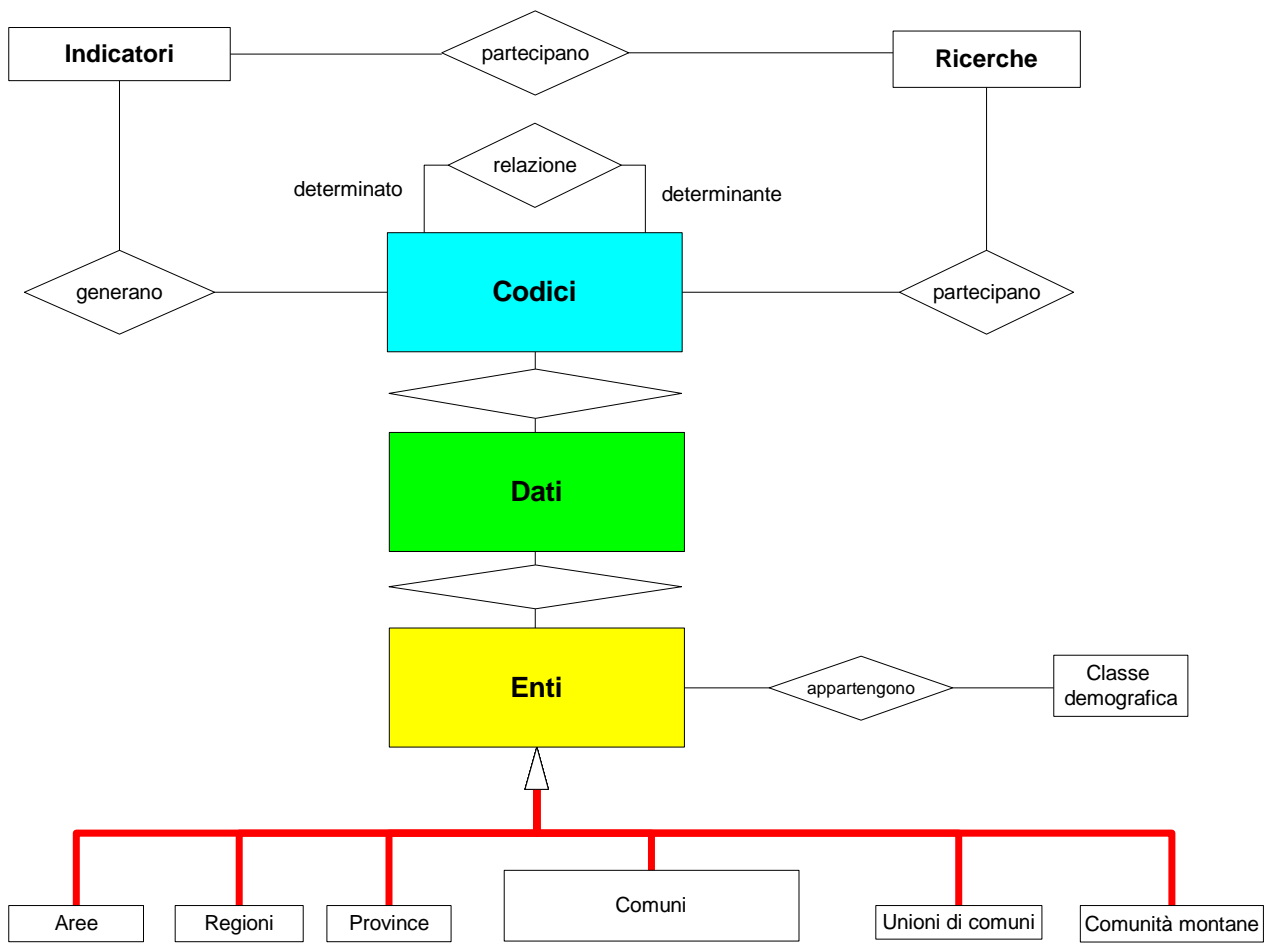 Indicatori
partecipano
Ricerche
relazione
determinato
determinante
generano
Codici
partecipano
Dati
Enti
appartengono
Classe
demografica
Aree
Regioni
Province
Comuni
Unioni di comuni
Comunità montane